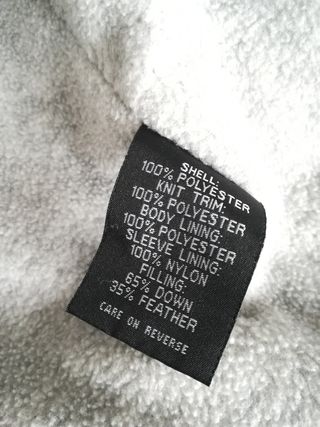 SHELL:
100% POLYESTER
KNIT TRIM:
100% POLYESTER
BODY LINING:
100% POLYESTER
SLEEVE LINING:
100% NYLON
FILLING:
65% DOWN
35% FEATHER
CARE ON REVERSE